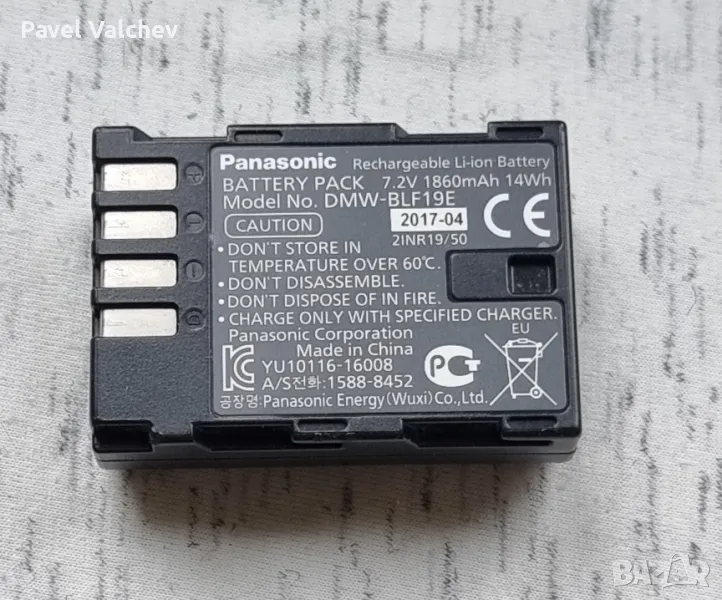 Pavel Valchev
Panasonic Rechargeable Li-ion Battery
BATTERY PACK 7.2V 1860mAh 14Wh
Model No. DMW-BLF19E
CAUTION 2017-04
2INR19/50
•DON'T STORE IN
TEMPERATURE OVER 60℃.
•DON'T DISASSEMBLE.
•DON'T DISPOSE OF IN FIRE.
•CHARGE ONLY WITH SPECIFIED CHARGER.
Panasonic Corporation
EU
Made in China
YU10116-16008
A/S전화:1588-8452
공장명:Panasonic Energy(Wuxi)Co.,Ltd.
CE
KC
PG
BAZAR